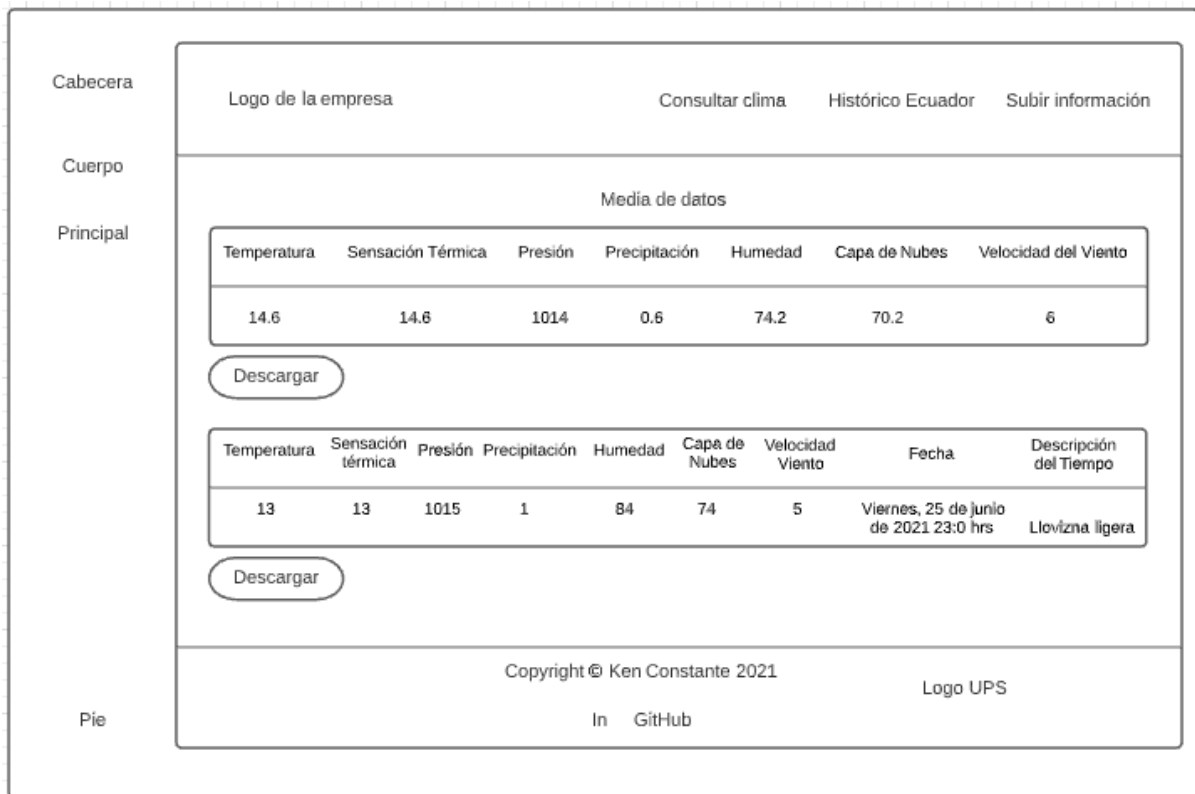 Cabecera
Logo de la empresa
Consultar clima
Histórico Ecuador
Subir información
Cuerpo
Media de datos
Principal
Temperatura Sensación Térmica Presión Precipitación Humedad Capa de Nubes Velocidad del Viento
14.6 14.6 1014 0.6 74.2 70.2 6
Descargar
Temperatura
Sensación
térmica
Presión
Precipitación
Humedad
Capa de
Nubes
Velocidad
Viento
Fecha
Descripción
del Tiempo
13 13 1015 1 84 74 5
Viernes, 25 de junio
de 2021 23:0 hrs
Llovizna ligera
Descargar
Copyright © Ken Constante 2021
Logo UPS
Pie
In GitHub